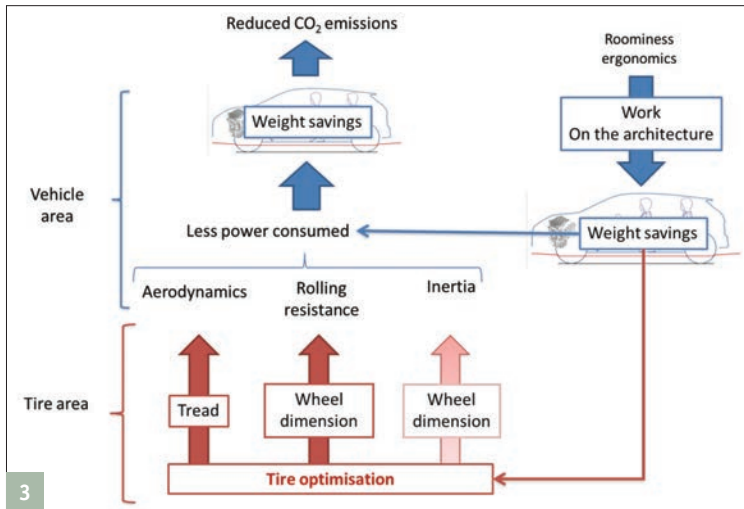 Reduced CO₂ emissions
Roominess
ergonomics
Weight savings
Work
On the architecture
Vehicle
area
Less power consumed
Weight savings
Aerodynamics
Rolling
resistance
Inertia
Tire area
Tread
Wheel
dimension
Wheel
dimension
Tire optimisation
3